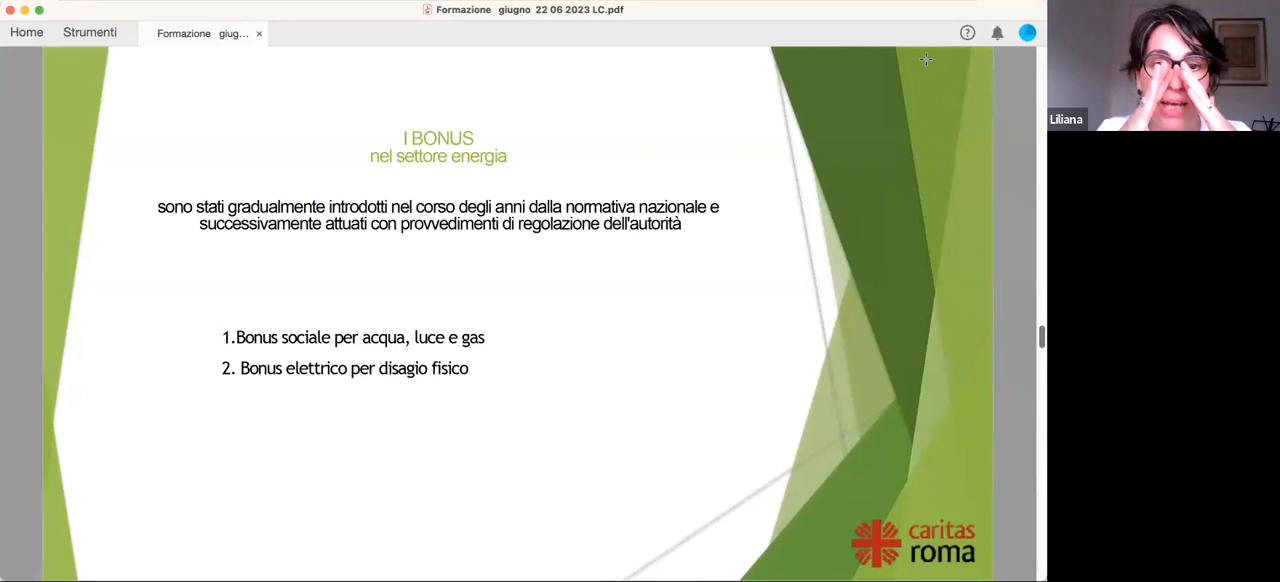 Formazione giugno 22 06 2023 LC.pdf
Home Strumenti Formazione giug... ×
Liliana
I BONUS
nel settore energia
sono stati gradualmente introdotti nel corso degli anni dalla normativa nazionale e
successivamente attuati con provvedimenti di regolazione dell'autorità
1.Bonus sociale per acqua, luce e gas
2. Bonus elettrico per disagio fisico
caritas
roma